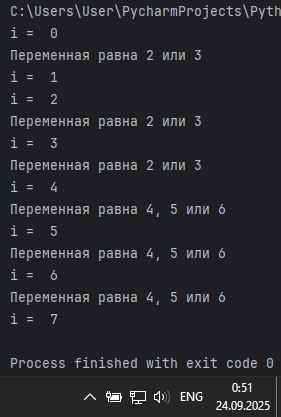 C:\Users\User\PycharmProjects\Pyth
i =  0
Переменная равна 2 или 3
i =  1
i =  2
Переменная равна 2 или 3
i =  3
Переменная равна 2 или 3
i =  4
Переменная равна 4, 5 или 6
i =  5
Переменная равна 4, 5 или 6
i =  6
Переменная равна 4, 5 или 6
i =  7
Process finished with exit code 0
ENG
0:51
24.09.2025